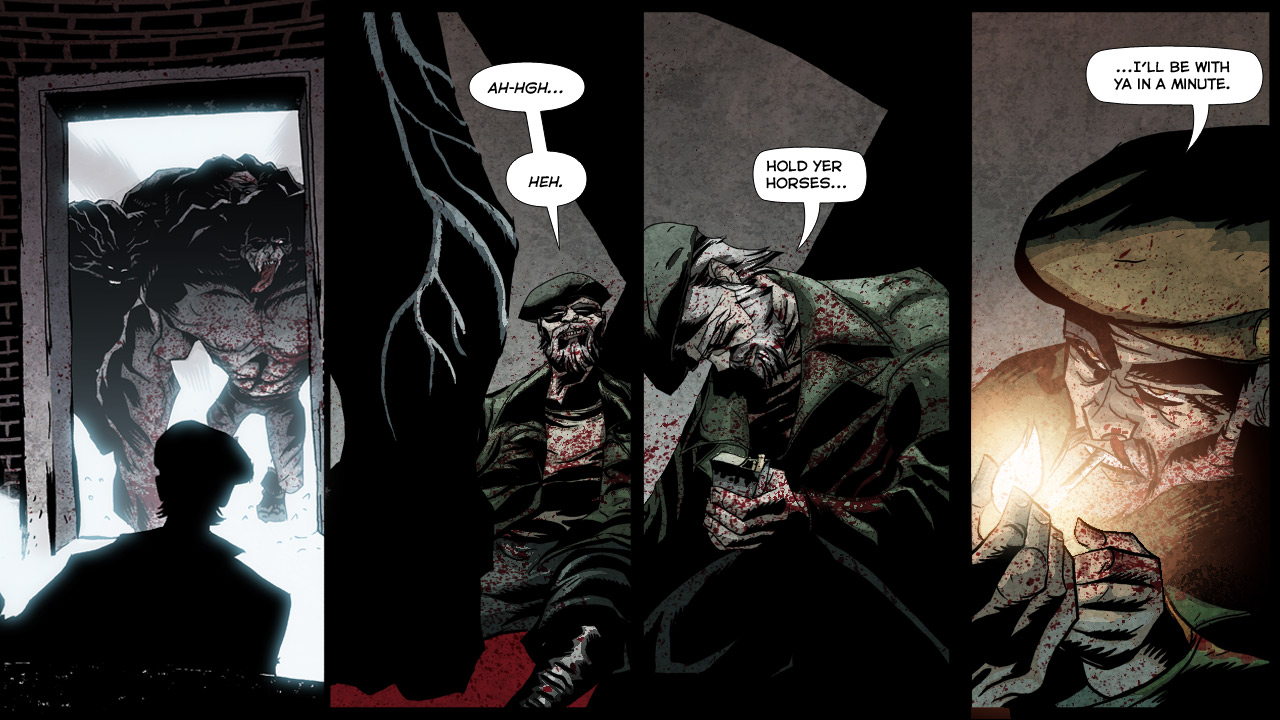 AH-HGH...
HEH.
HOLD YER
HORSES...
...I'LL BE WITH
YA IN A MINUTE.